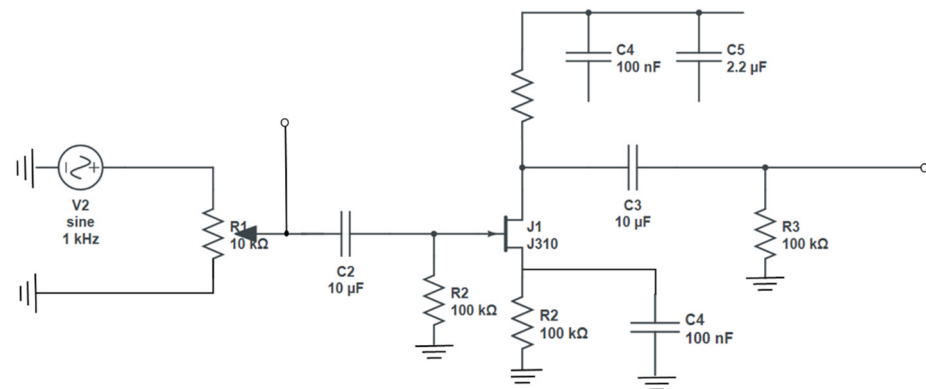 C4
100 nF
C5
2.2 µF
V2
sine
1 kHz
R1
10 kΩ
C2
10 µF
J1
J310
C3
10 µF
R3
100 kΩ
R2
100 kΩ
R2
100 kΩ
C4
100 nF